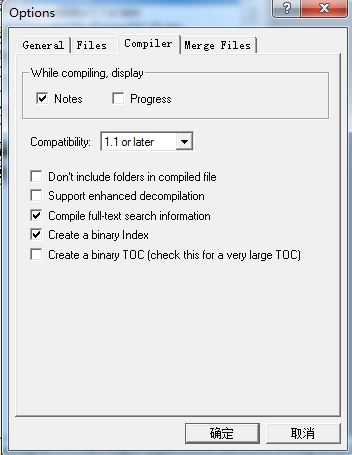 Options
General Files Compiler Merge Files
While compiling, display
Notes Progress
Compatibility: 1.1 or later
Don't include folders in compiled file
Support enhanced decompilation
Compile full-text search information
Create a binary Index
Create a binary TOC (check this for a very large TOC)
确定 取消